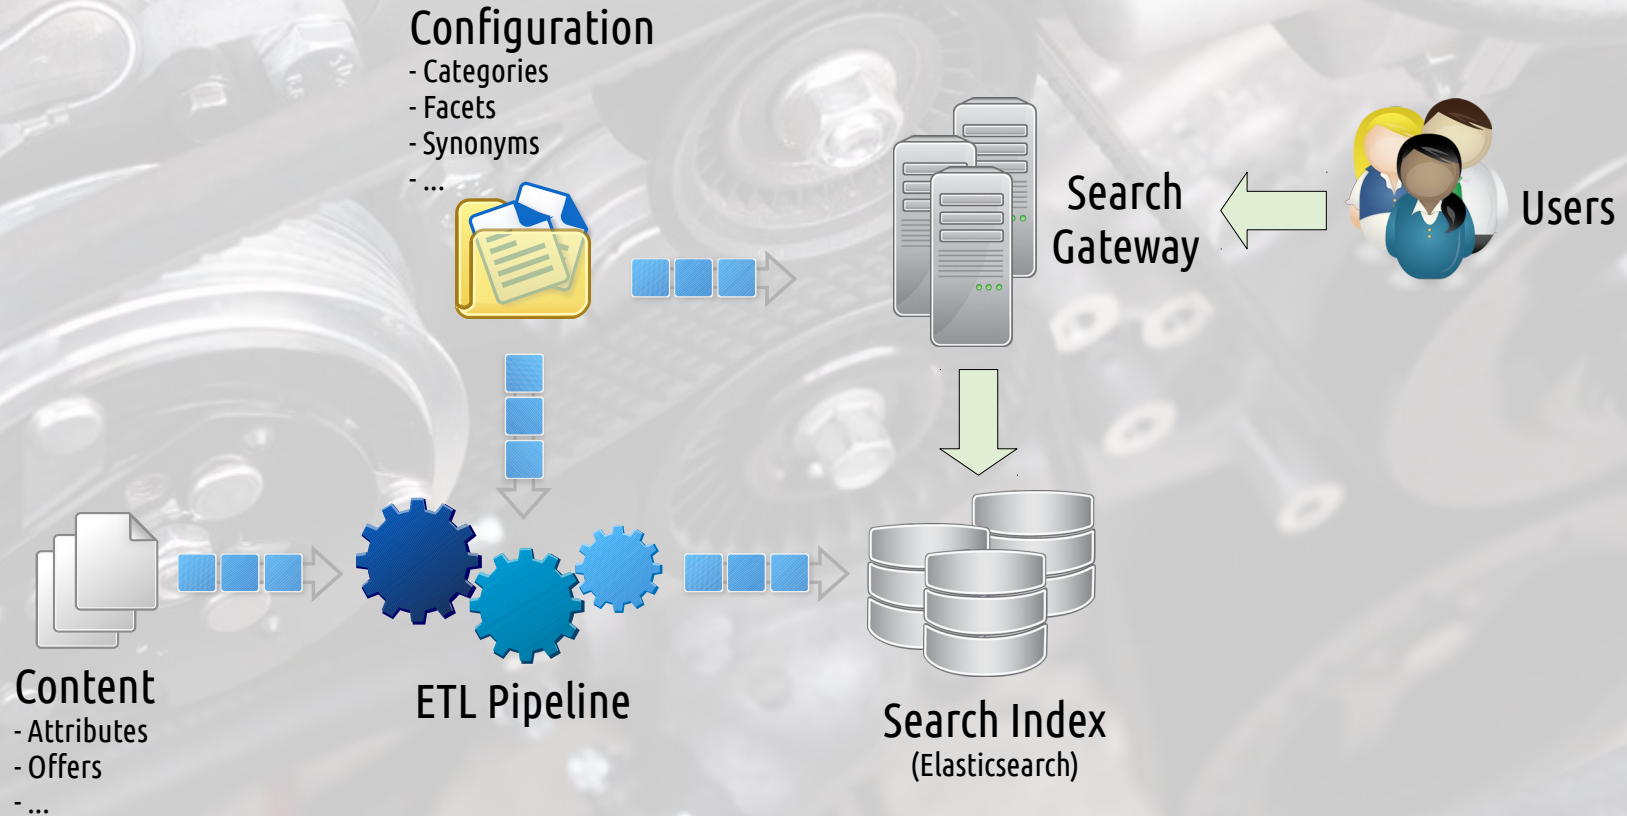 Configuration
- Categories
- Facets
- Synonyms
- ...
Search
Gateway
Users
Content
- Attributes
- Offers
- ...
ETL Pipeline
Search Index
(Elasticsearch)